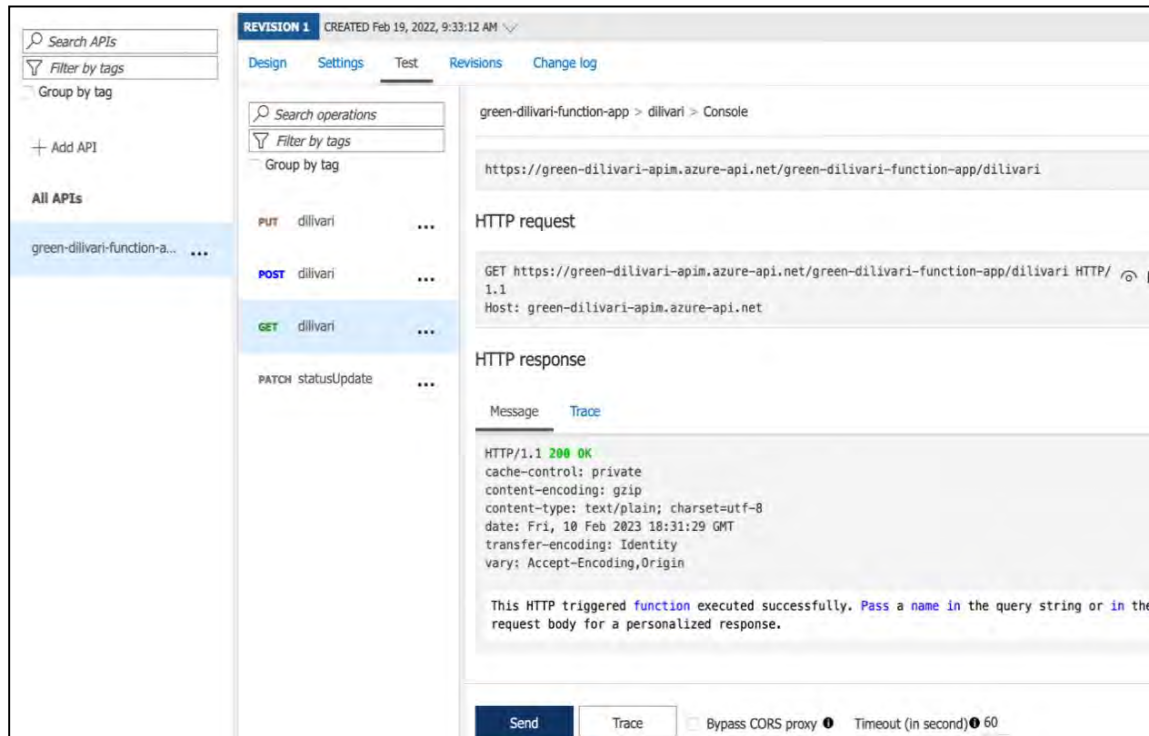 Search APIs
Filter by tags
Group by tag
+ Add API
All APIs
green-dilivari-function-a... ...
REVISION 1 CREATED Feb 19, 2022, 9:33:12 AM
Design Settings Test Revisions Change log
Search operations
Filter by tags
Group by tag
PUT dilivari ...
POST dilivari ...
GET dilivari ...
PATCH statusUpdate ...
green-dilivari-function-app > dilivari > Console
https://green-dilivari-apim.azure-api.net/green-dilivari-function-app/dilivari
HTTP request
GET https://green-dilivari-apim.azure-api.net/green-dilivari-function-app/dilivari HTTP/
1.1
Host: green-dilivari-apim.azure-api.net
HTTP response
Message Trace
HTTP/1.1 200 OK
cache-control: private
content-encoding: gzip
content-type: text/plain; charset=utf-8
date: Fri, 10 Feb 2023 18:31:29 GMT
transfer-encoding: Identity
vary: Accept-Encoding,Origin
This HTTP triggered function executed successfully. Pass a name in the query string or in the
request body for a personalized response.
Send Trace Bypass CORS proxy Timeout (in second) 60